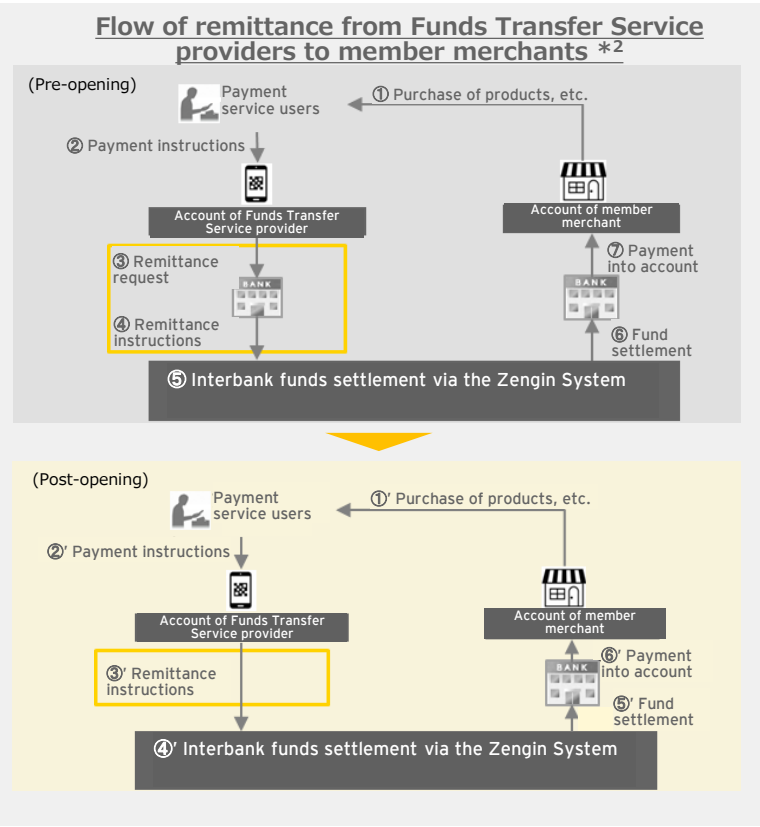 Flow of remittance from Funds Transfer Service
providers to member merchants *2
(Pre-opening)
Payment
service users
① Purchase of products, etc.
② Payment instructions
Account of Funds Transfer
Service provider
Account of member
merchant
③ Remittance
request
BANK
④ Remittance
instructions
⑦ Payment
into account
BANK
⑥ Fund
settlement
⑤ Interbank funds settlement via the Zengin System
(Post-opening)
Payment
service users
①' Purchase of products, etc.
②' Payment instructions
Account of Funds Transfer
Service provider
Account of member
merchant
③' Remittance
instructions
⑥' Payment
into account
BANK
⑤' Fund
settlement
④' Interbank funds settlement via the Zengin System